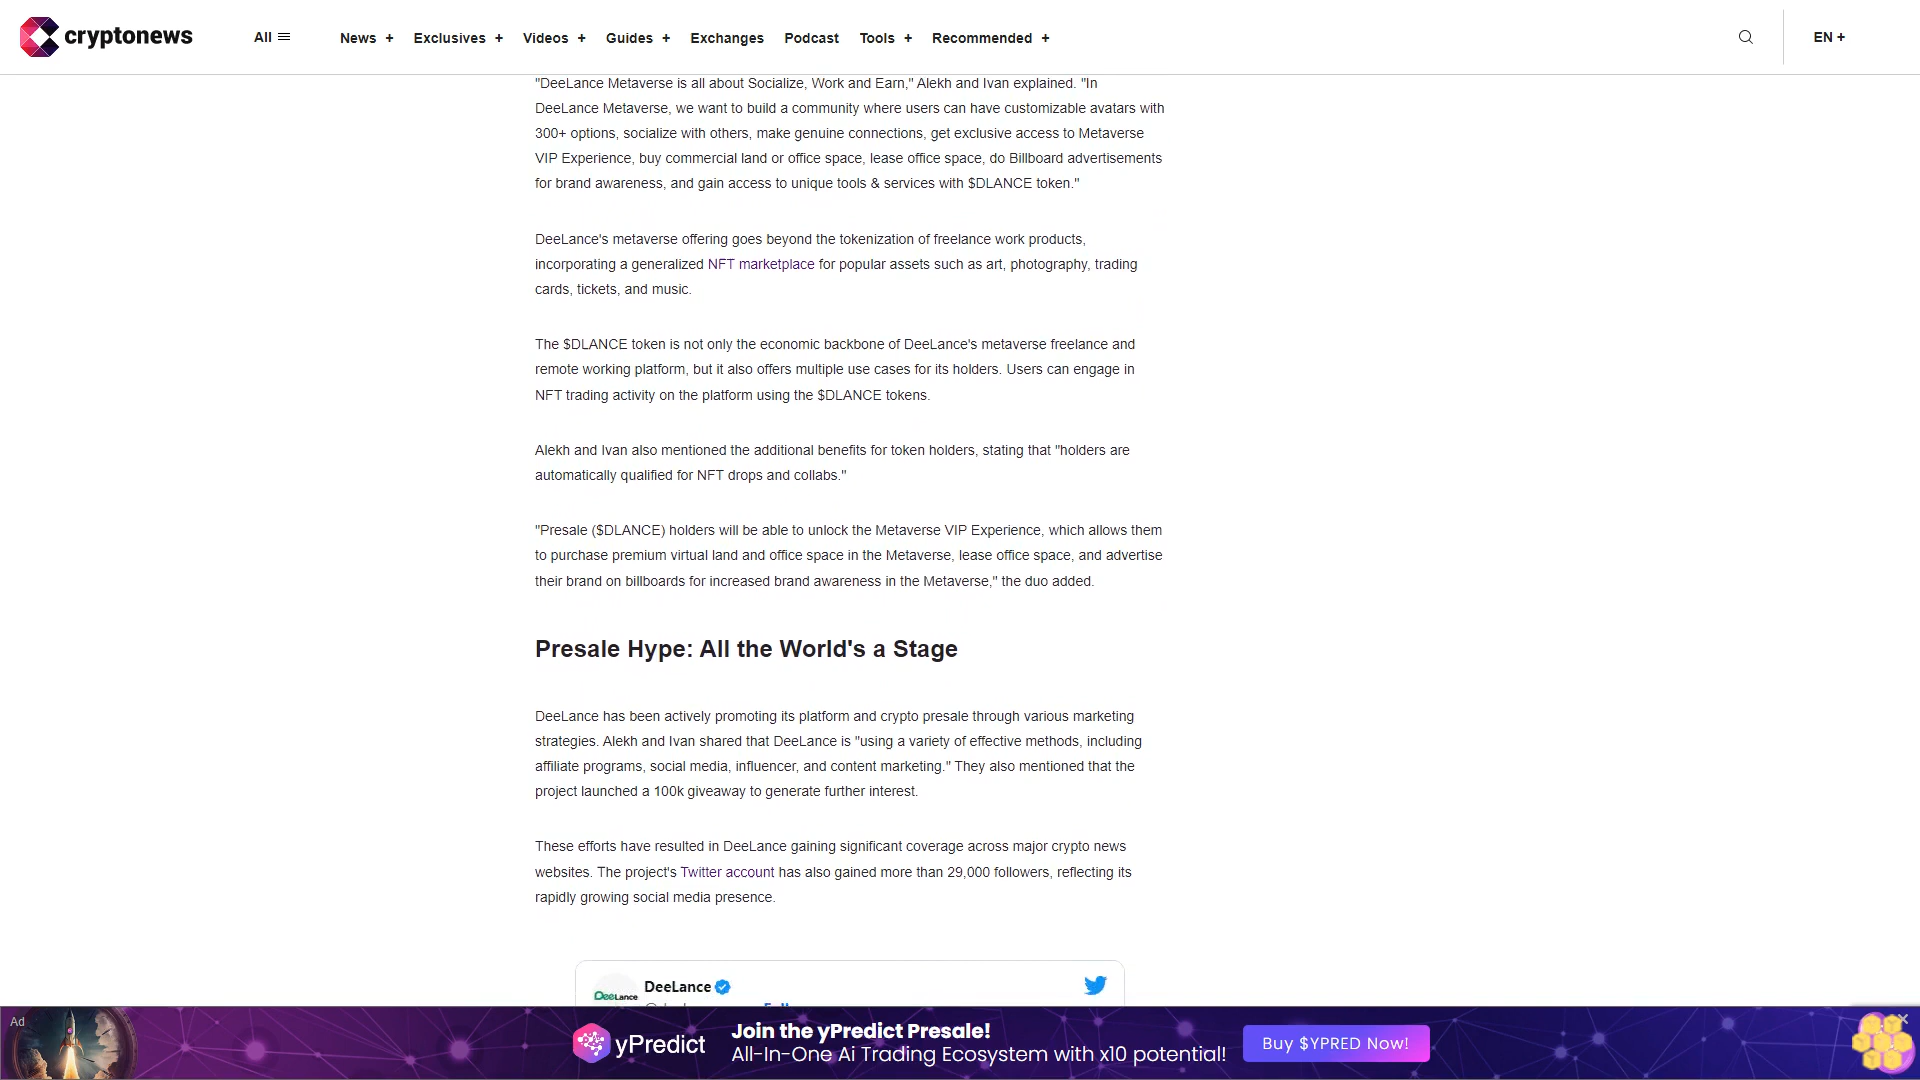 cryptonews
All
News +
Exclusives +
Videos +
Guides +
Exchanges
Podcast
Tools +
Recommended +
EN +
"DeeLance Metaverse is all about Socialize, Work and Earn," Alekh and Ivan explained. "In
DeeLance Metaverse, we want to build a community where users can have customizable avatars with
300+ options, socialize with others, make genuine connections, get exclusive access to Metaverse
VIP Experience, buy commercial land or office space, lease office space, do Billboard advertisements
for brand awareness, and gain access to unique tools & services with $DLANCE token."
DeeLance's metaverse offering goes beyond the tokenization of freelance work products,
incorporating a generalized NFT marketplace for popular assets such as art, photography, trading
cards, tickets, and music.
The $DLANCE token is not only the economic backbone of DeeLance's metaverse freelance and
remote working platform, but it also offers multiple use cases for its holders. Users can engage in
NFT trading activity on the platform using the $DLANCE tokens.
Alekh and Ivan also mentioned the additional benefits for token holders, stating that "holders are
automatically qualified for NFT drops and collabs."
"Presale ($DLANCE) holders will be able to unlock the Metaverse VIP Experience, which allows them
to purchase premium virtual land and office space in the Metaverse, lease office space, and advertise
their brand on billboards for increased brand awareness in the Metaverse," the duo added.
Presale Hype: All the World's a Stage
DeeLance has been actively promoting its platform and crypto presale through various marketing
strategies. Alekh and Ivan shared that DeeLance is "using a variety of effective methods, including
affiliate programs, social media, influencer, and content marketing." They also mentioned that the
project launched a 100k giveaway to generate further interest.
These efforts have resulted in DeeLance gaining significant coverage across major crypto news
websites. The project's Twitter account has also gained more than 29,000 followers, reflecting its
rapidly growing social media presence.
DeeLance
DeeLance
Ad
yPredict
Join the yPredict Presale!
All-In-One Ai Trading Ecosystem with x10 potential!
Buy $YPRED Now!